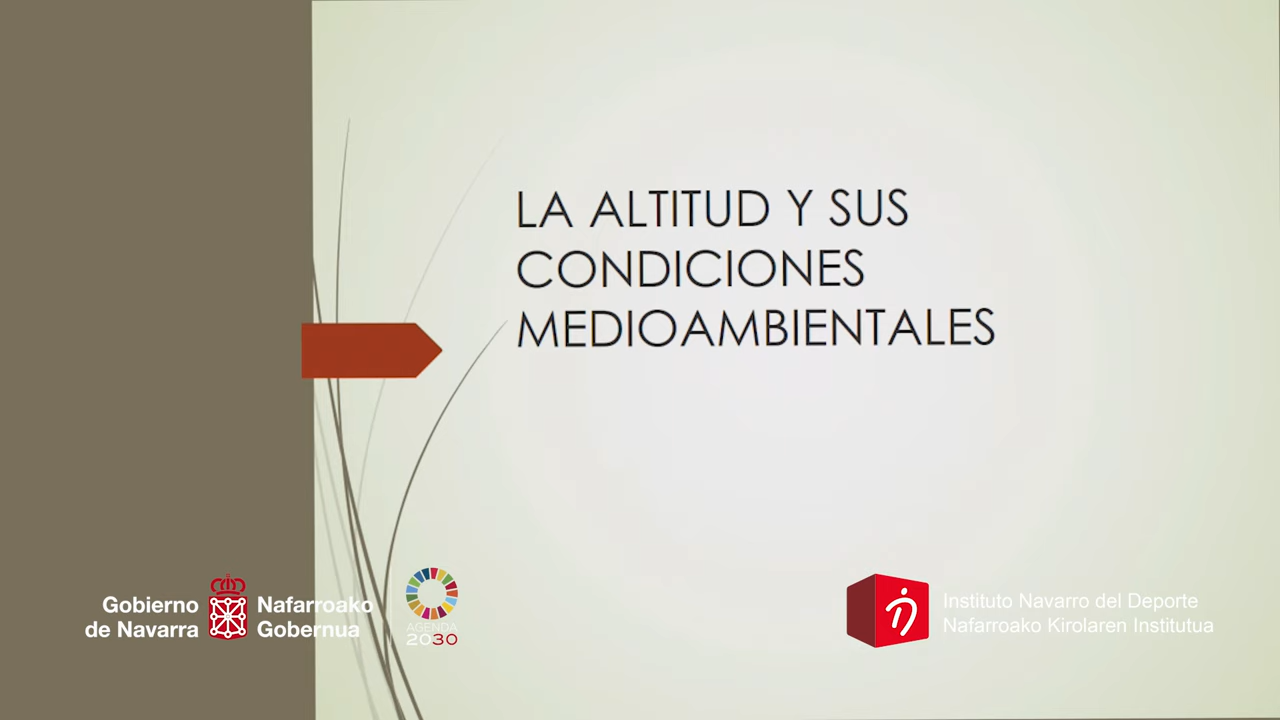 LA ALTITUD Y SUS
CONDICIONES
MEDIOAMBIENTALES
Gobierno
de Navarra
Nafarroako
Gobernua
AGENDA
2030
Instituto Navarro del Deporte
Nafarroako Kirolaren Institutua